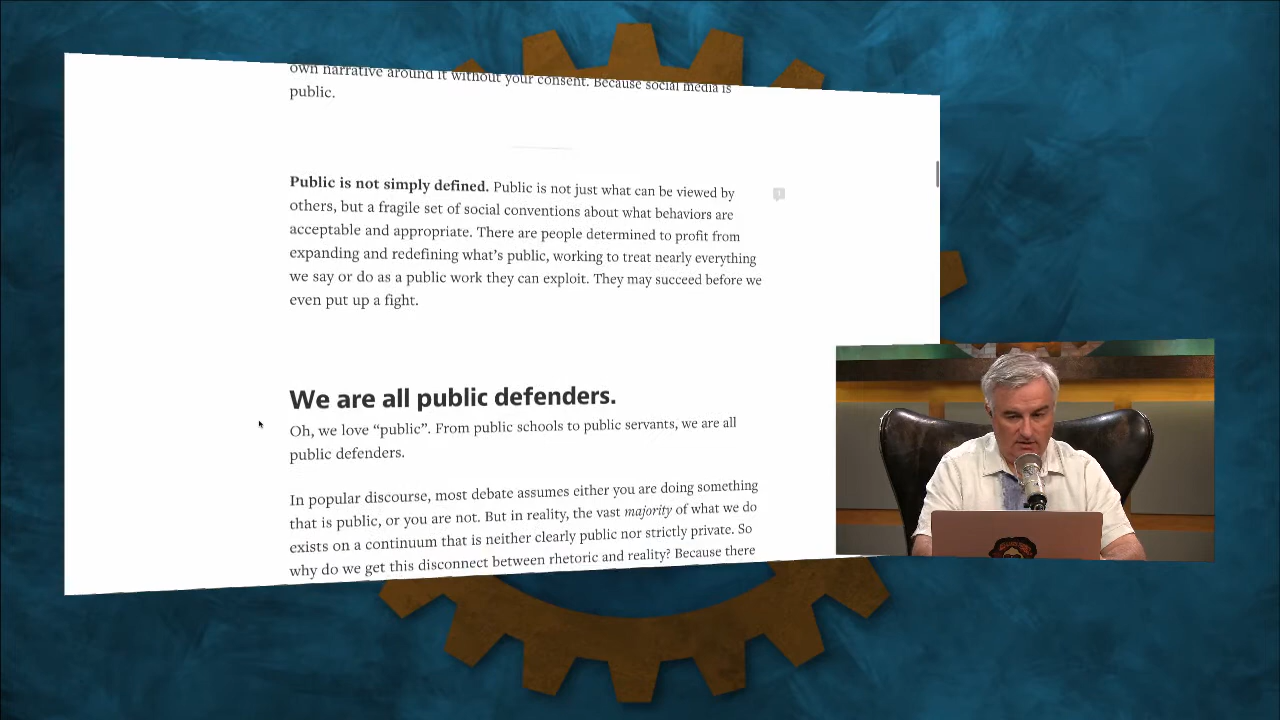 own narrative around it without your consent. Because social media is
public.
Public is not simply defined. Public is not just what can be viewed by
others, but a fragile set of social conventions about what behaviors are
acceptable and appropriate. There are people determined to profit from
expanding and redefining what’s public, working to treat nearly everything
we say or do as a public work they can exploit. They may succeed before we
even put up a fight.
We are all public defenders.
Oh, we love “public”. From public schools to public servants, we are all
public defenders.
In popular discourse, most debate assumes either you are doing something
that is public, or you are not. But in reality, the vast majority of what we do
exists on a continuum that is neither clearly public nor strictly private. So
why do we get this disconnect between rhetoric and reality? Because there